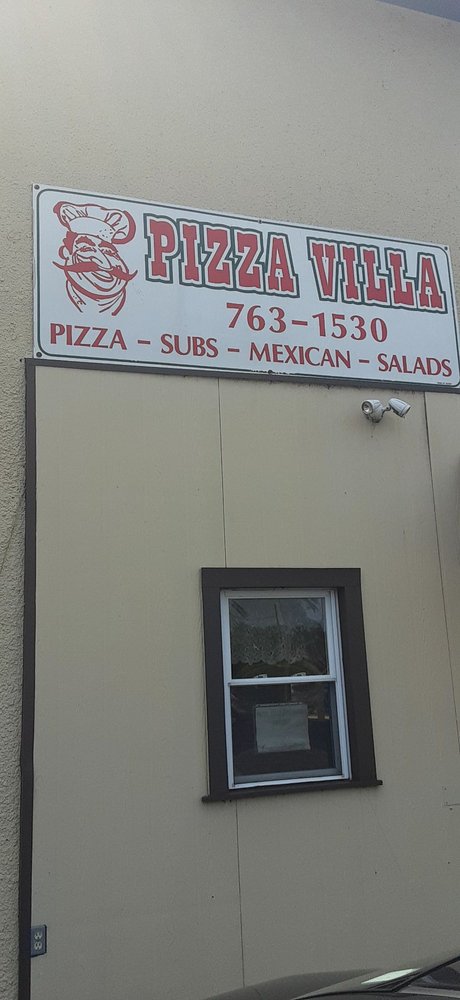 PIZZA VILLA
763-1530
PIZZA - SUBS - MEXICAN - SALADS